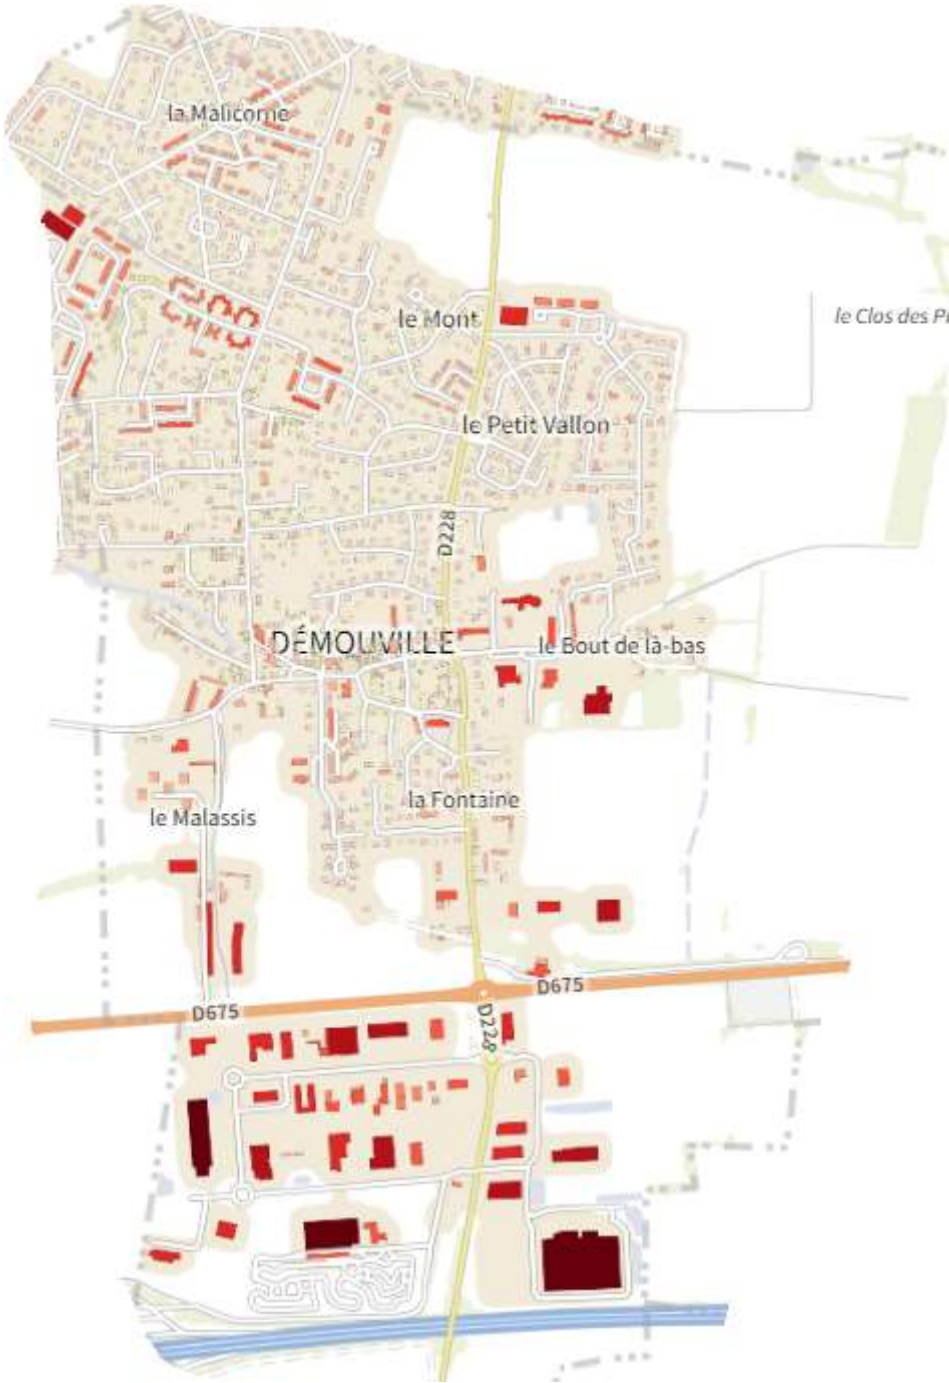 la Malicorne
le Mont
le Clos des
le Petit Vallon
D228
DÉMOUVILLE
le Bout de là-bas
la Fontaine
le Malassis
D675
D675
D228